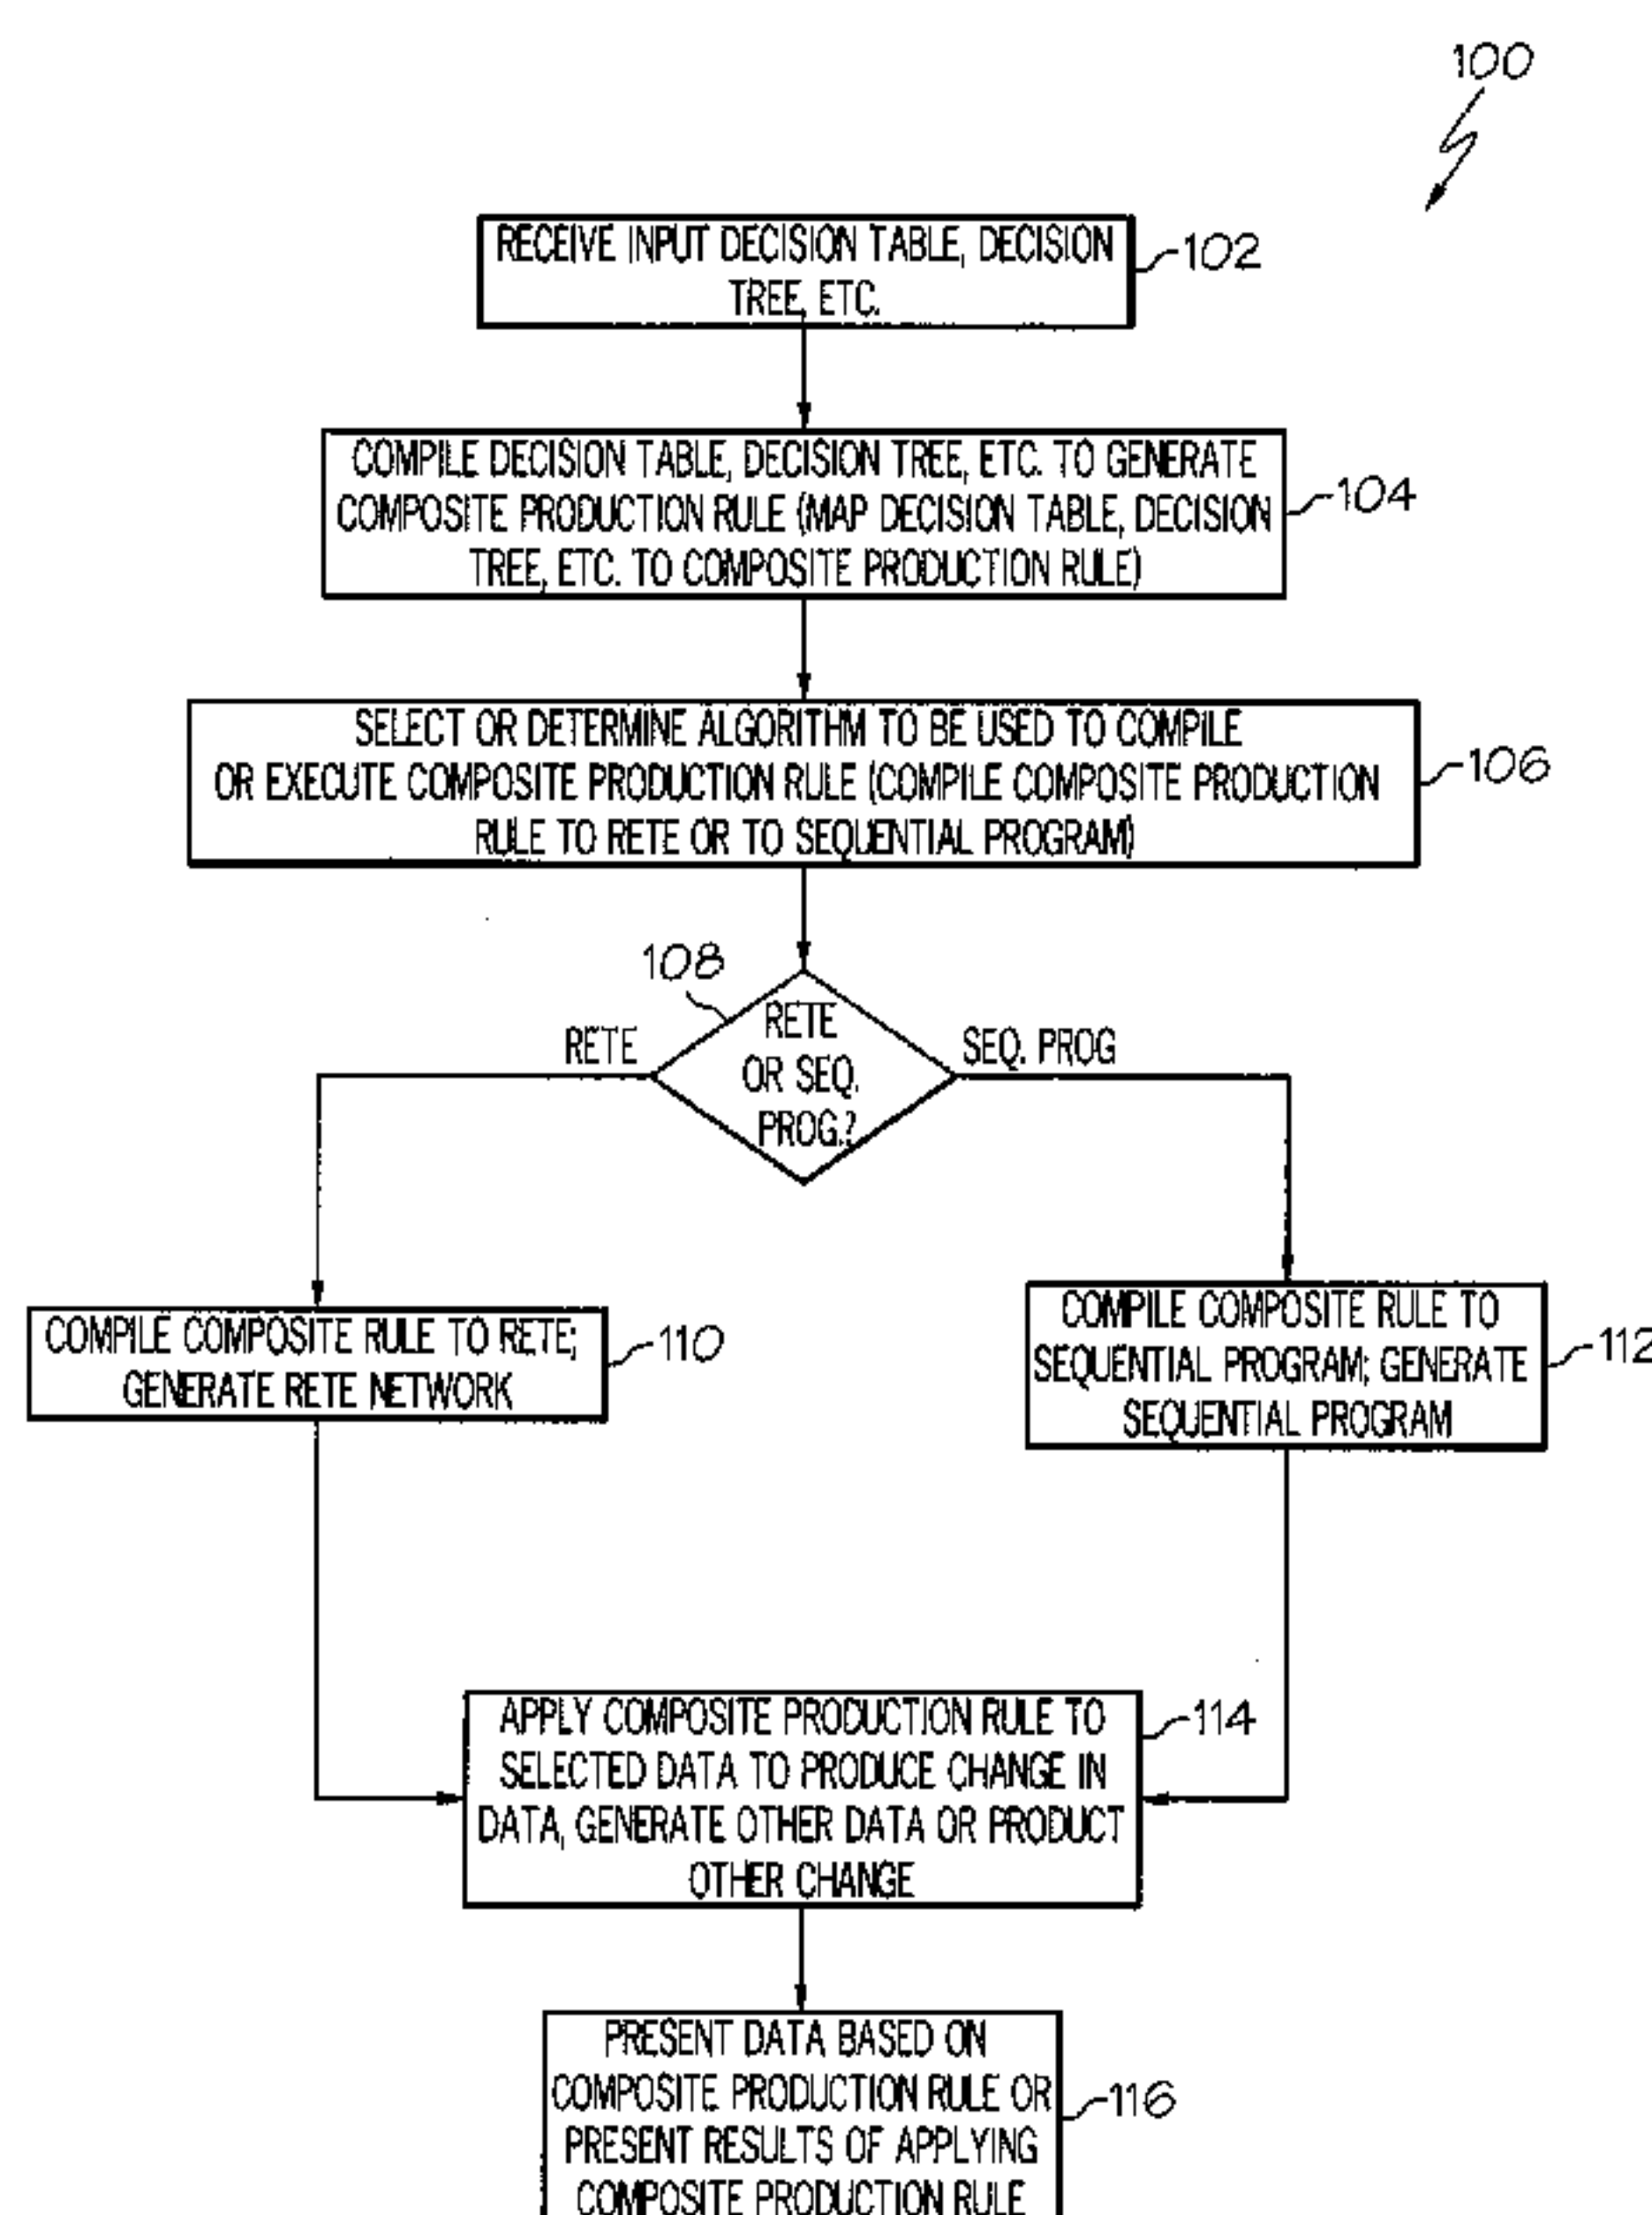 100
RECEIVE INPUT DECISION TABLE, DECISION
TREE, ETC.
102
COMPILE DECISION TABLE, DECISION TREE, ETC. TO GENERATE
COMPOSITE PRODUCTION RULE (MAP DECISION TABLE, DECISION
TREE, ETC. TO COMPOSITE PRODUCTION RULE)
104
SELECT OR DETERMINE ALGORITHM TO BE USED TO COMPILE
OR EXECUTE COMPOSITE PRODUCTION RULE (COMPILE COMPOSITE PRODUCTION
RULE TO RETE OR TO SEQUENTIAL PROGRAM)
106
108
RETE
OR SEQ.
PROG.?
RETE
SEQ. PROG
COMPILE COMPOSITE RULE TO RETE;
GENERATE RETE NETWORK
110
COMPILE COMPOSITE RULE TO
SEQUENTIAL PROGRAM; GENERATE
SEQUENTIAL PROGRAM
112
APPLY COMPOSITE PRODUCTION RULE TO
SELECTED DATA TO PRODUCE CHANGE IN
DATA, GENERATE OTHER DATA OR PRODUCT
OTHER CHANGE
114
PRESENT DATA BASED ON
COMPOSITE PRODUCTION RULE OR
PRESENT RESULTS OF APPLYING
COMPOSITE PRODUCTION RULE
116